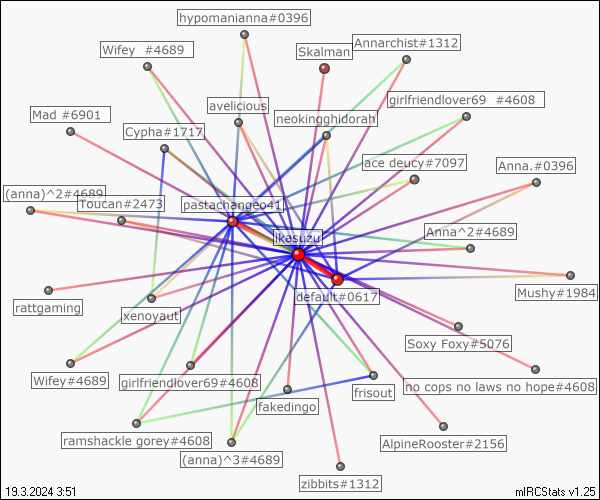 hypomanianna#0396
Wifey #4689
Skalman
Annarchist#1312
girlfriendlover69 #4608
avelicious
neokingghidorah
Mad #6901
Cypha#1717
ace deucy#7097
Anna.#0396
(anna)^2#4689
Toucan#2473
pastachangeo41
ikasuzu
Anna^2#4689
default#0617
Mushy#1984
rattgaming
xenoyaut
Soxy Foxy#5076
Wifey#4689
girlfriendlover69#4608
no cops no laws no hope#4608
fakedingo
frisout
ramshackle gorey#4608
AlpineRooster#2156
(anna)^3#4689
zibbits#1312
19.3.2024 3:51
mIRCStats v1.25